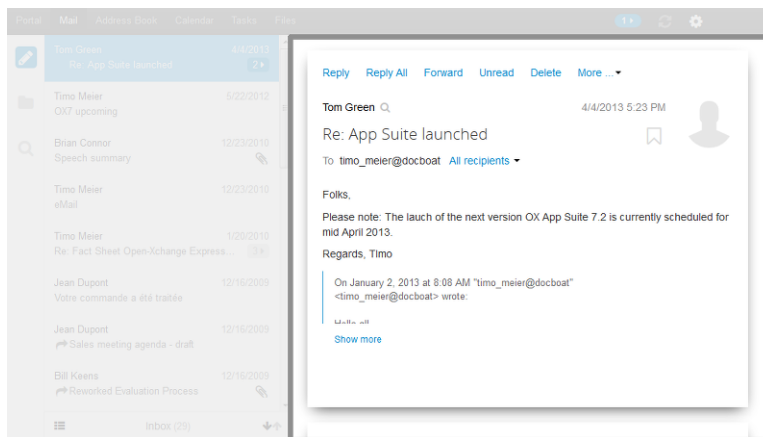 Portal Mail Address Book Calendar Tasks Files 1
Tom Green 4/4/2013
Re: App Suite launched 2
Timo Meier 5/22/2012
OX7 upcoming
Brian Connor 12/23/2010
Speech summary
Timo Meier 12/23/2010
eMail
Timo Meier 1/20/2010
Re: Fact Sheet Open-Xchange Express... 3
Jean Dupont 12/16/2009
Votre commande a été traitée
Jean Dupont 12/16/2009
Sales meeting agenda - draft
Bill Keens 12/16/2009
Reworked Evaluation Process
Inbox (29)
Reply Reply All Forward Unread Delete More ...
Tom Green 4/4/2013 5:23 PM
Re: App Suite launched
To timo_meier@docboat All recipients
Folks,
Please note: The lauch of the next version OX App Suite 7.2 is currently scheduled for
mid April 2013.
Regards, TImo
On January 2, 2013 at 8:08 AM "timo_meier@docboat"
<timo_meier@docboat> wrote:
Hello all
Show more